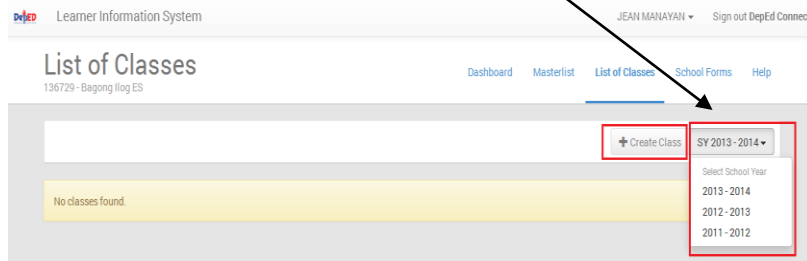 DepED Learner Information System JEAN MANAYAN Sign out DepEd Connec
List of Classes
136729 - Bagong Ilog ES
Dashboard Masterlist List of Classes School Forms Help
+ Create Class SY 2013 - 2014
Select School Year
2013 - 2014
2012 - 2013
2011 - 2012
No classes found.